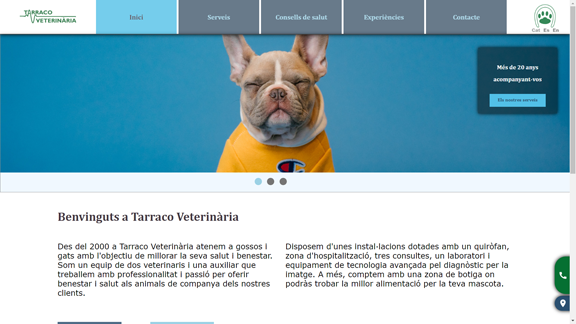 TARRACO
VETERINÀRIA
Inici
Serveis
Consells de salut
Experiències
Contacte
Cat Es En
Més de 20 anys
acompanyant-vos
Els nostres serveis
Benvinguts a Tarraco Veterinària
Des del 2000 a Tarraco Veterinària atenem a gossos i
gats amb l'objectiu de millorar la seva salut i benestar.
Som un equip de dos veterinaris i una auxiliar que
treballem amb professionalitat i passió per oferir
benestar i salut als animals de companya dels nostres
clients.
Disposem d'unes instal·lacions dotades amb un quiròfan,
zona d'hospitalització, tres consultes, un laboratori i
equipament de tecnologia avançada pel diagnòstic per la
imatge. A més, comptem amb una zona de botiga on
podràs trobar la millor alimentació per la teva mascota.